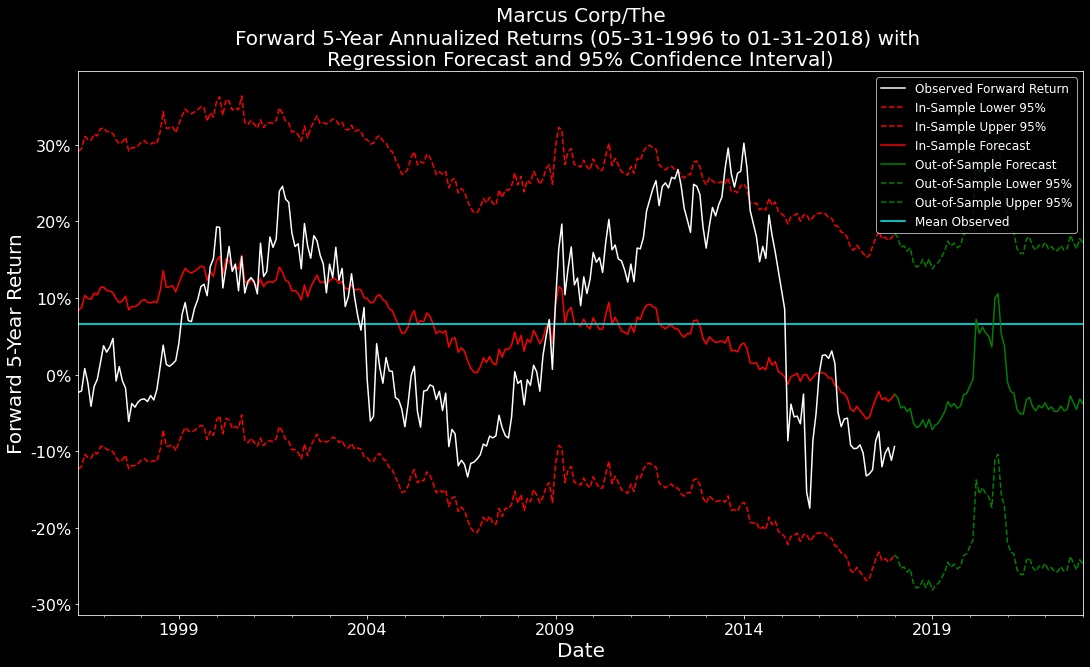 Marcus Corp/The
Forward 5-Year Annualized Returns (05-31-1996 to 01-31-2018) with
Regression Forecast and 95% Confidence Interval)
Observed Forward Return
In-Sample Lower 95%
In-Sample Upper 95%
In-Sample Forecast
Out-of-Sample Forecast
Out-of-Sample Lower 95%
Out-of-Sample Upper 95%
Mean Observed
Forward 5-Year Return
30%
20%
10%
0%
-10%
-20%
-30%
1999
2004
2009
2014
2019
Date